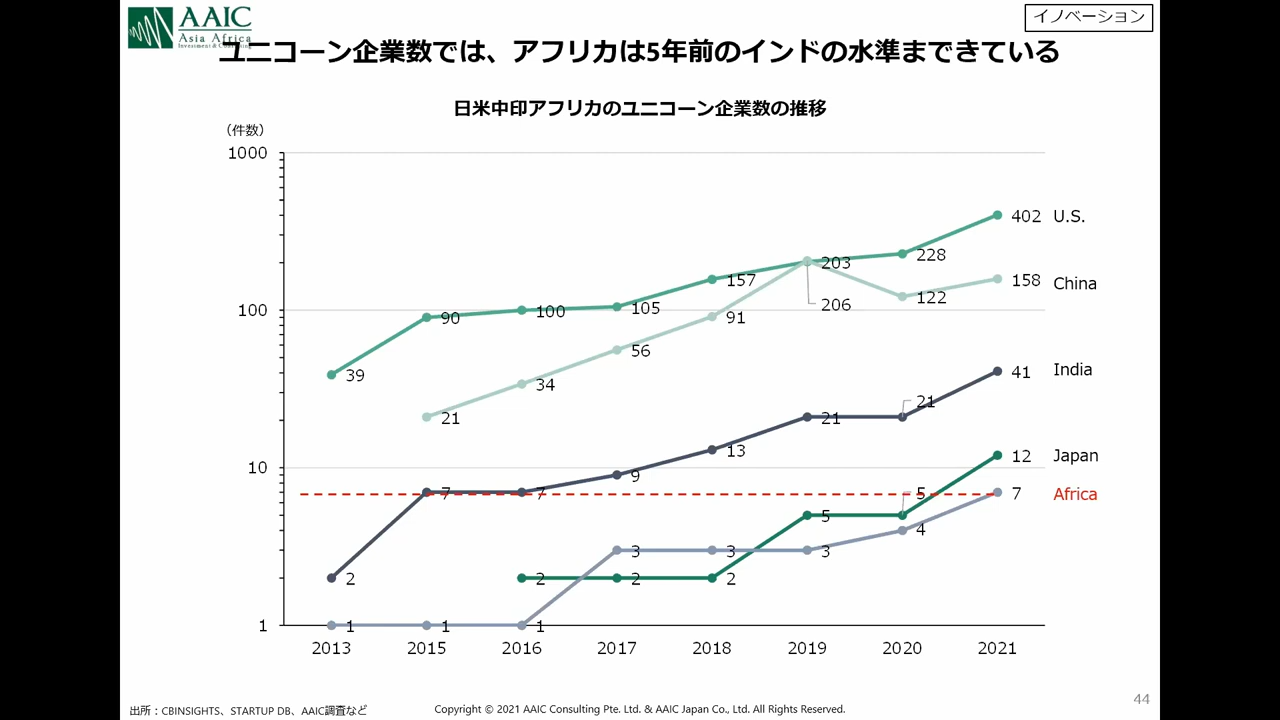 AAIC
Asia Africa
Investment & Consulting
イノベーション
ユニコーン企業数では、アフリカは5年前のインドの水準まできている
日米中印アフリカのユニコーン企業数の推移
（件数）
1000
100
10
1
402 U.S.
39 90 100 105 157 203 228
158 China
21 34 56 91 206 122
41 India
2 7 7 9 13 21 21
12 Japan
2 2 2 5 5
7 Africa
1 1 1 3 3 3 4
2013 2015 2016 2017 2018 2019 2020 2021
44
出所：CBINSIGHTS、STARTUP DB、AAIC調査など
Copyright © 2021 AAIC Consulting Pte. Ltd. & AAIC Japan Co., Ltd. All Rights Reserved.